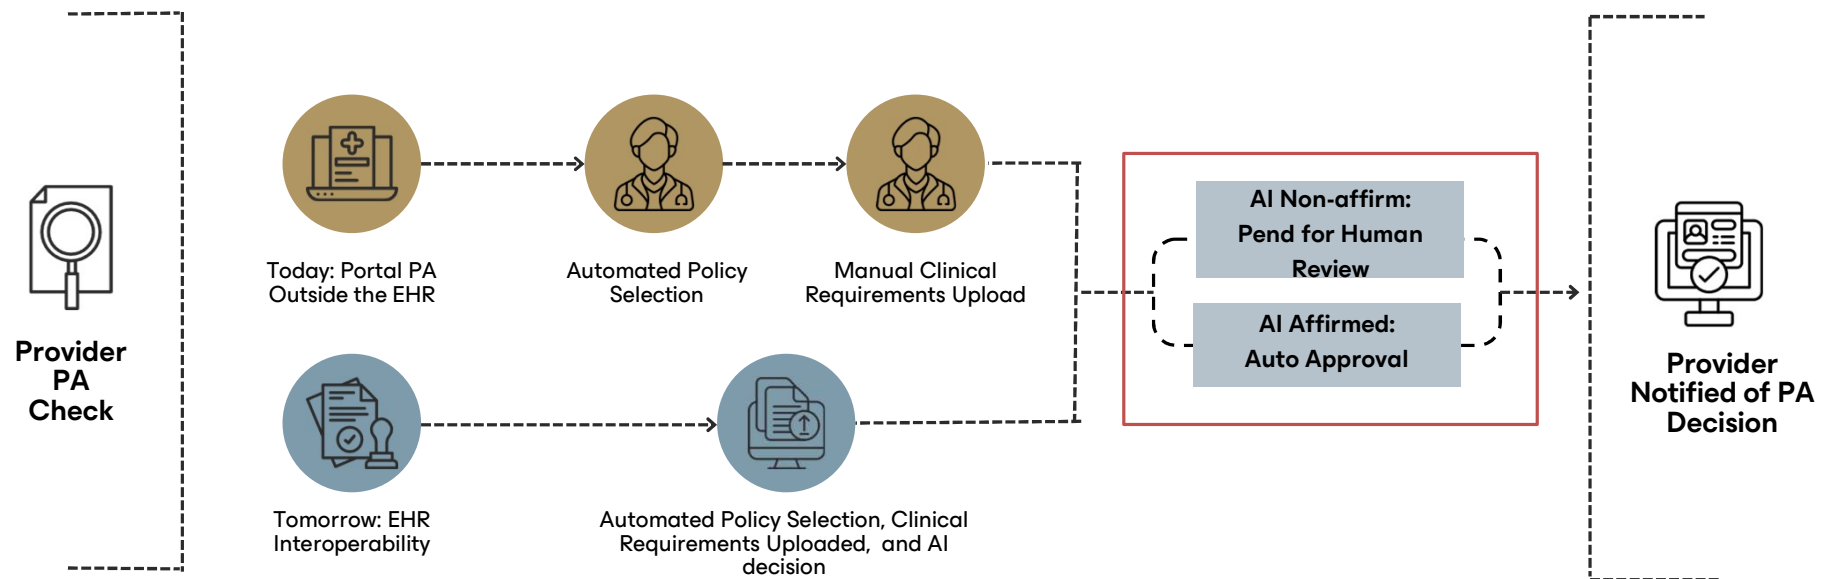 Provider
PA
Check
Today: Portal PA
Outside the EHR
Automated Policy
Selection
Manual Clinical
Requirements Upload
Tomorrow: EHR
Interoperability
Automated Policy Selection, Clinical
Requirements Uploaded,  and AI
decision
AI Non-affirm:
Pend for Human
Review
AI Affirmed:
Auto Approval
Provider
Notified of PA
Decision